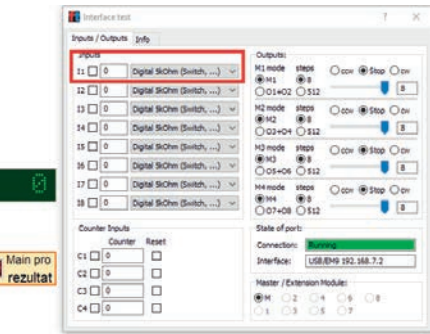 Interface test
Inputs / Outputs Info
Inputs
I1 0 Digital 5kOhm (Switch, ...)
I2 0 Digital 5kOhm (Switch, ...)
I3 0 Digital 5kOhm (Switch, ...)
I4 0 Digital 5kOhm (Switch, ...)
I5 0 Digital 5kOhm (Switch, ...)
I6 0 Digital 5kOhm (Switch, ...)
I7 0 Digital 5kOhm (Switch, ...)
I8 0 Digital 5kOhm (Switch, ...)
Outputs:
M1 mode steps
M1 8 ccw Stop cw
O1+O2 512 8
M2 mode steps
M2 8 ccw Stop cw
O3+O4 512 8
M3 mode steps
M3 8 ccw Stop cw
O5+O6 512 8
M4 mode steps
M4 8 ccw Stop cw
O7+O8 512 8
Counter Inputs
Counter Reset
C1 0
C2 0
C3 0
C4 0
State of port:
Connection: Running
Interface: USB/EM9 192.168.7.2
Master / Extension Module:
M 2 4 6 8
1 3 5 7
0
Main pro
rezultat